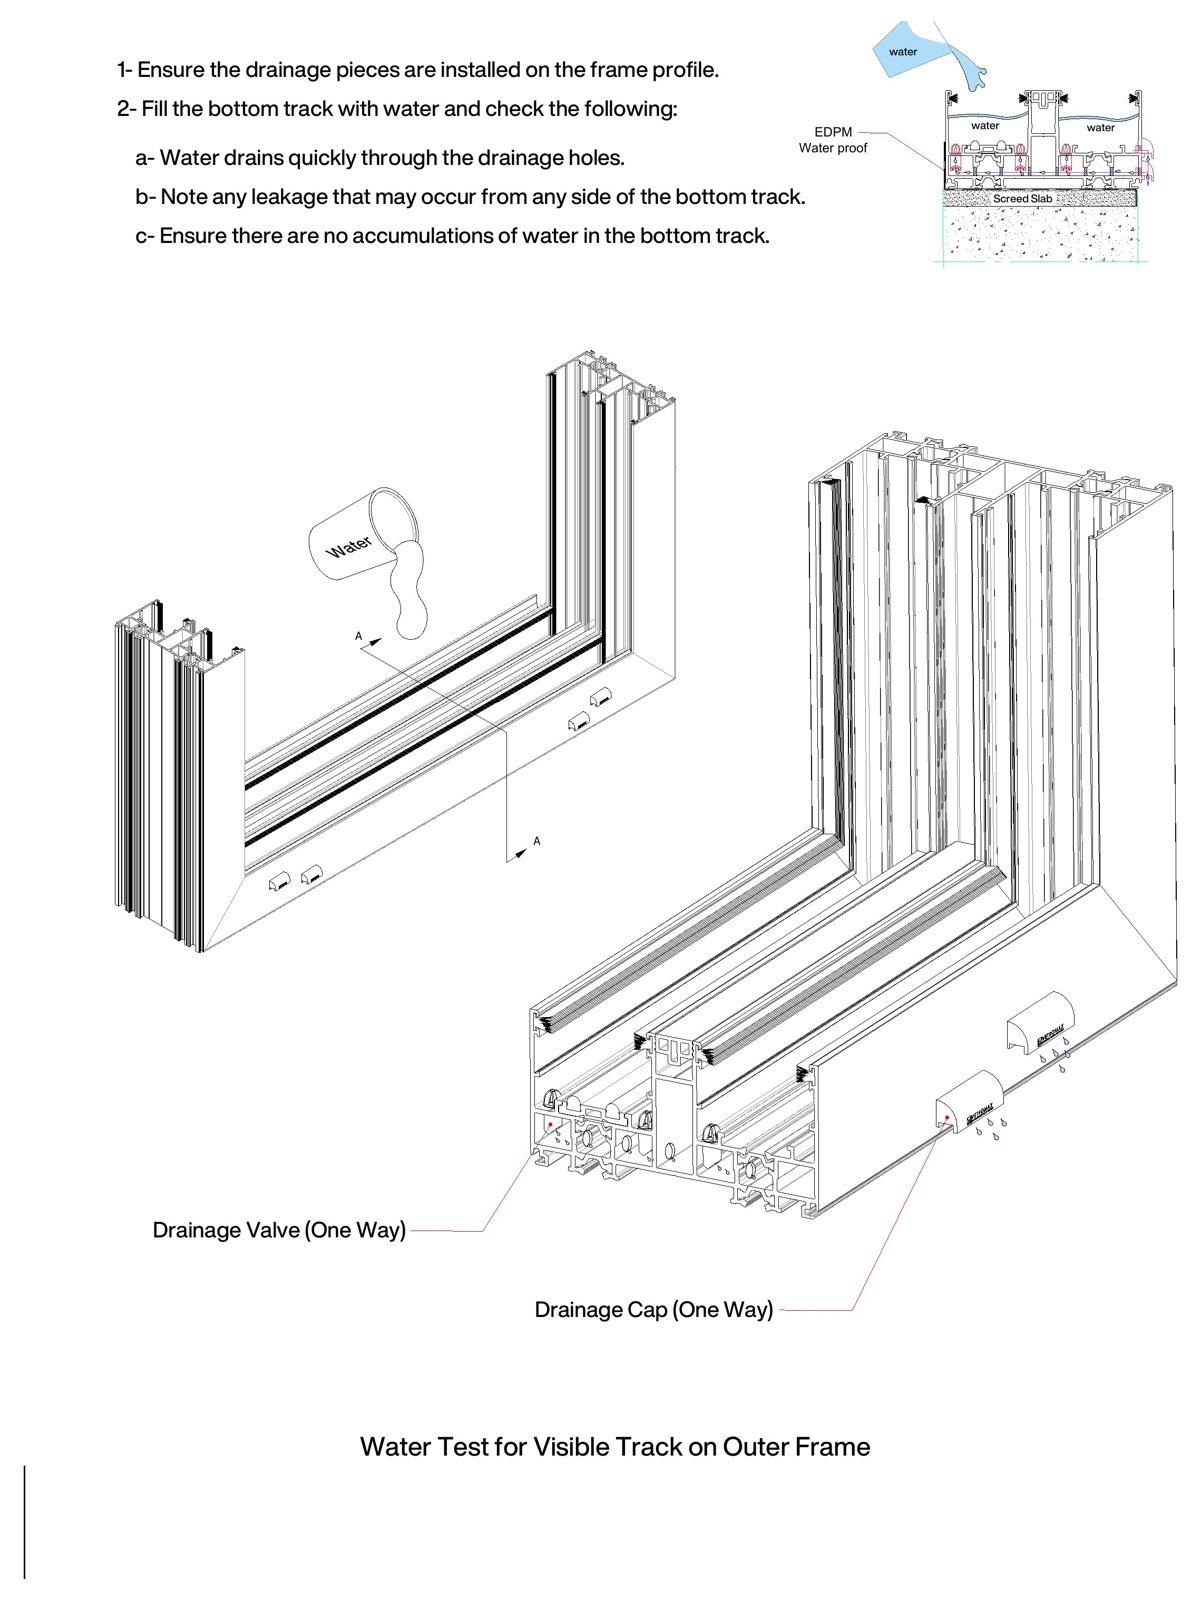 1- Ensure the drainage pieces are installed on the frame profile.
2- Fill the bottom track with water and check the following:
a- Water drains quickly through the drainage holes.
b- Note any leakage that may occur from any side of the bottom track.
c- Ensure there are no accumulations of water in the bottom track.
water
water
water
EDPM
Water proof
Screed Slab
Water
A
A
Drainage Valve (One Way)
Drainage Cap (One Way)
Water Test for Visible Track on Outer Frame